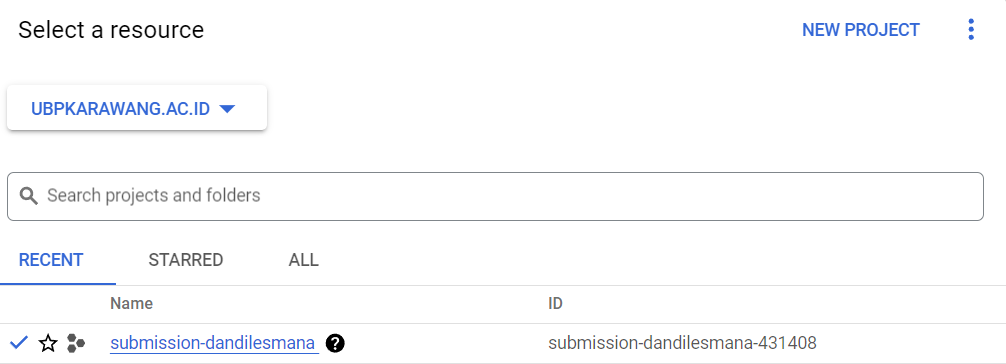 Select a resource NEW PROJECT
UBPKARAWANG.AC.ID
Search projects and folders
RECENT STARRED ALL
Name ID
submission-dandilesmana ? submission-dandilesmana-431408